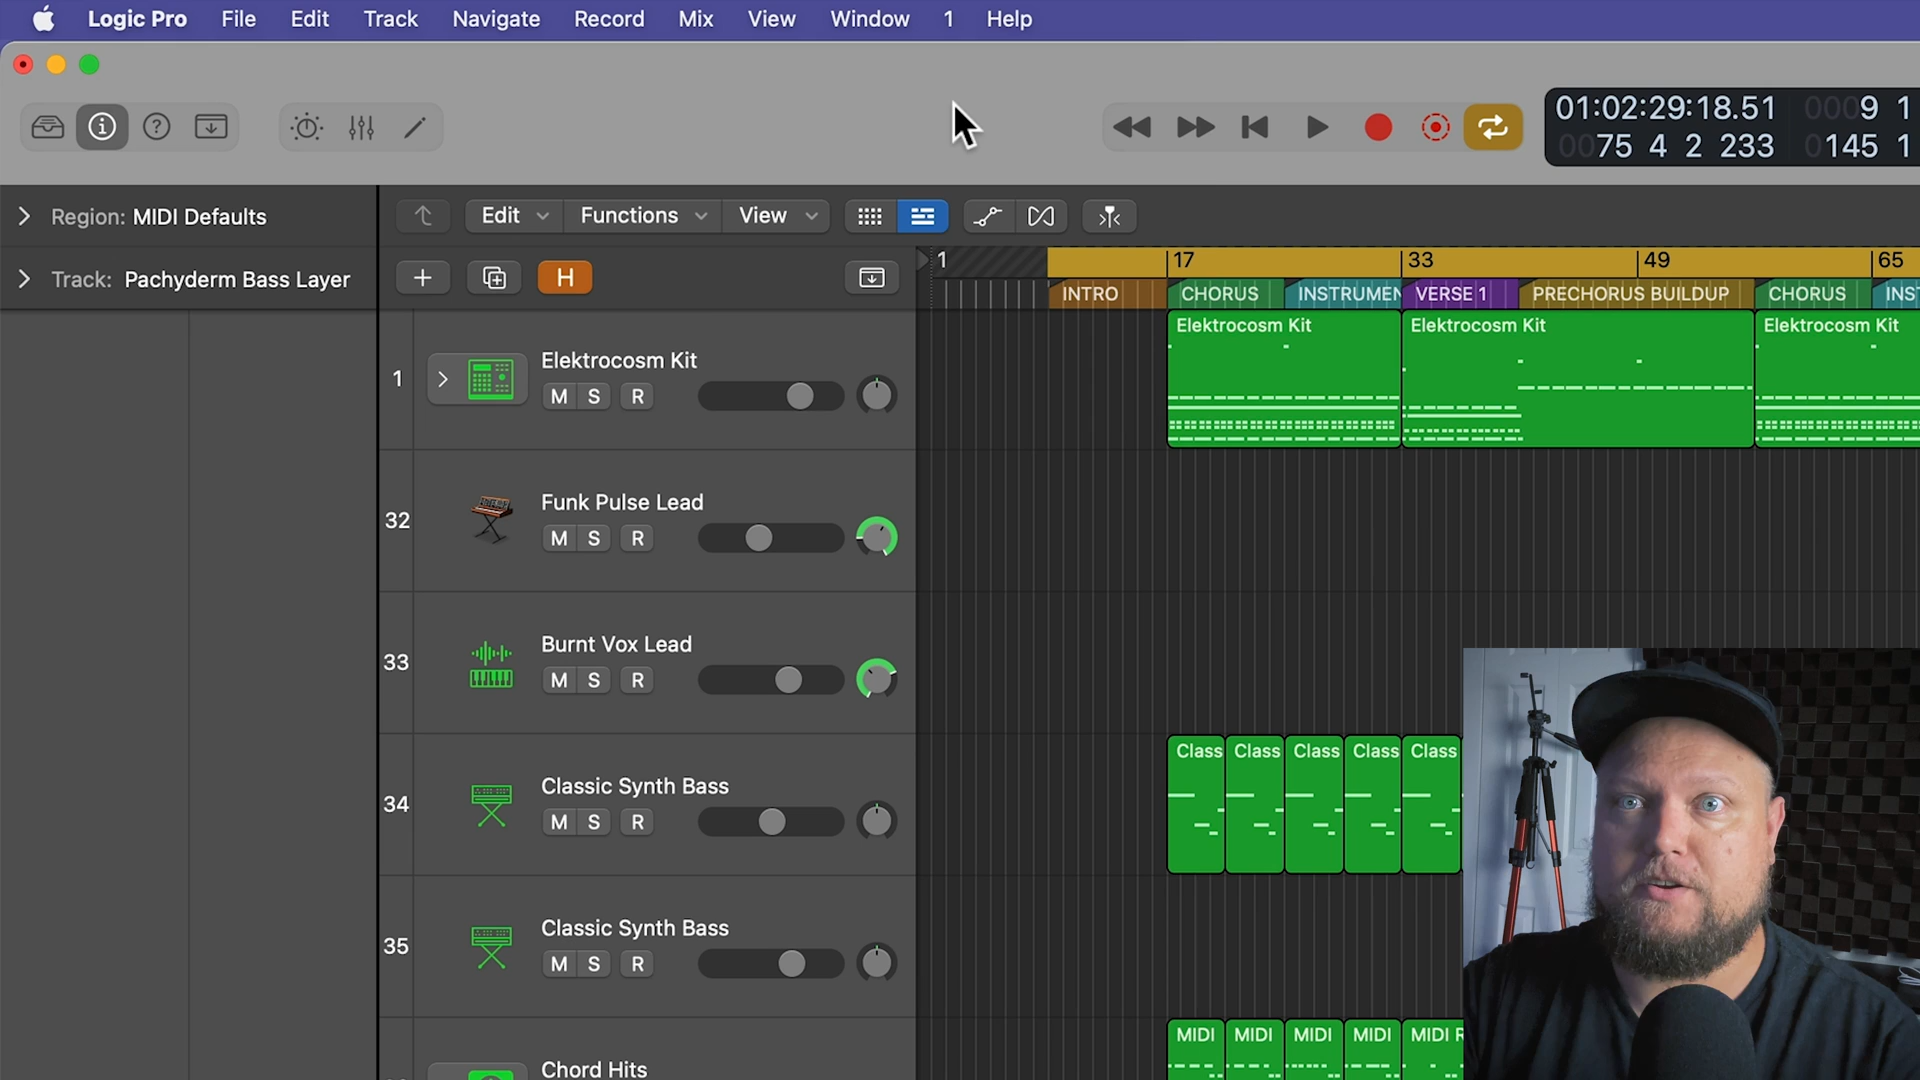 Logic Pro File Edit Track Navigate Record Mix View Window 1 Help
01:02:29:18.51 0009 1
0075 4 2 233 0145 1
Region: MIDI Defaults
Edit Functions View
Track: Pachyderm Bass Layer
H
1 17 33 49 65
INTRO CHORUS INSTRUMEN VERSE 1 PRECHORUS BUILDUP CHORUS INS
Elektrocosm Kit Elektrocosm Kit Elektrocosm Kit
1 Elektrocosm Kit
M S R
32 Funk Pulse Lead
M S R
33 Burnt Vox Lead
M S R
Class Class Class Class Class
34 Classic Synth Bass
M S R
35 Classic Synth Bass
M S R
MIDI MIDI MIDI MIDI MIDI R
Chord Hits